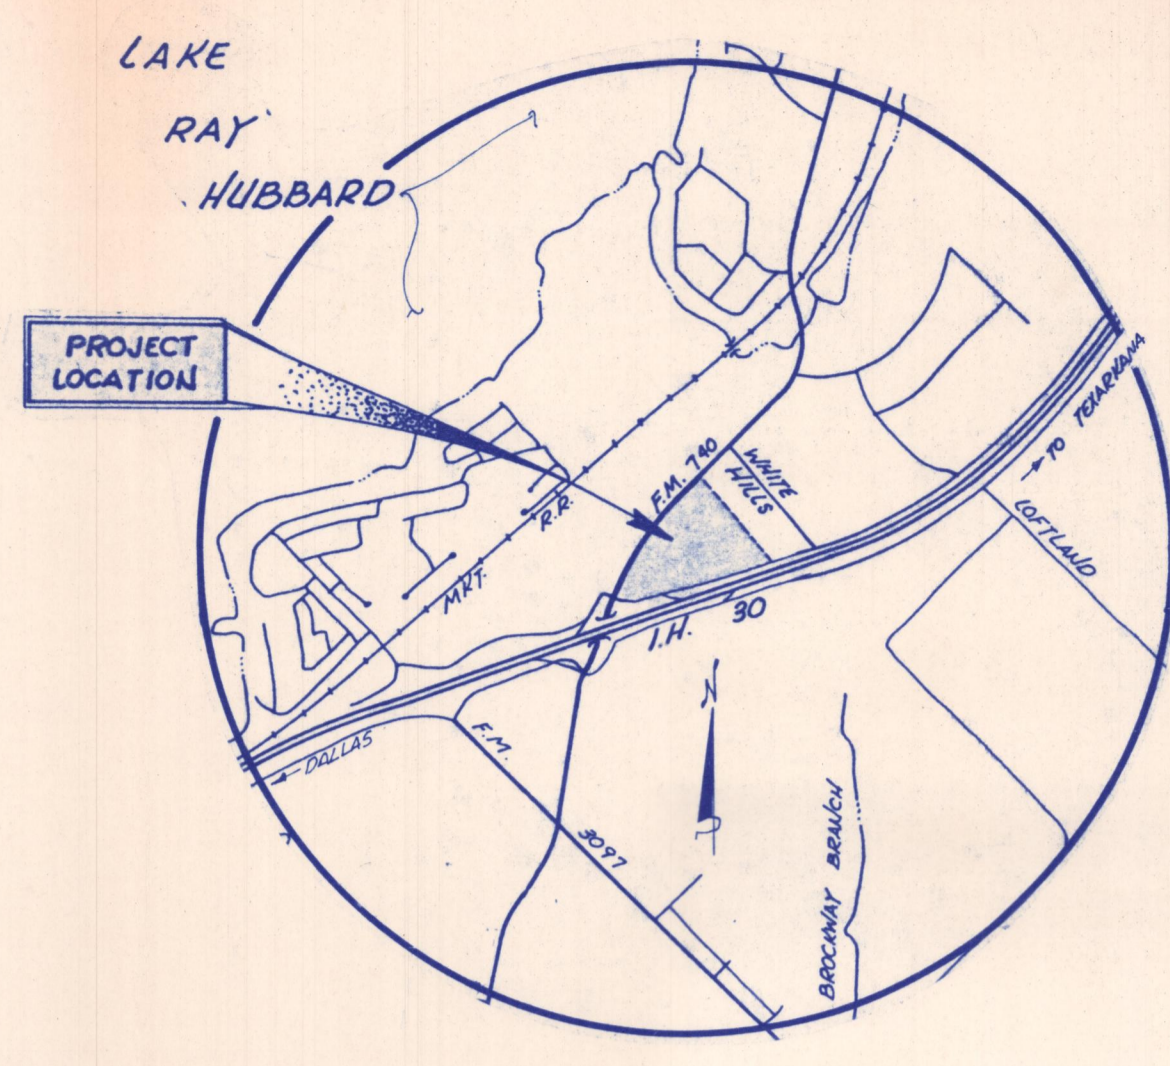 LAKE
RAY
HUBBARD
PROJECT
LOCATION
TO TEXARKANA
F.M. 740
WHITE
HILLS
R.R.
LOFTLAND
MKT.
I.H. 30
N
F.M.
DALLAS
3097
BROCKWAY BRANCH